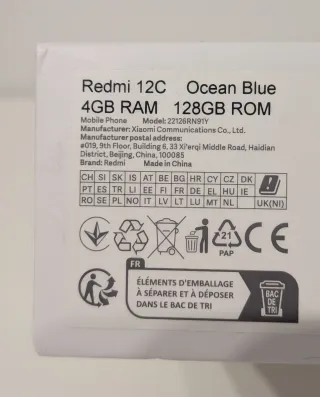 Redmi 12C Ocean Blue
4GB RAM 128GB ROM
Mobile Phone Model: 22126RN91Y
Manufacturer: Xiaomi Communications Co., Ltd.
Manufacturer postal address:
#019, 9th Floor, Building 6, 33 Xi'erqi Middle Road, Haidian
District, Beijing, China, 100085
Brand: Redmi Made in China
CH SI SK IS AT BE BG HR CY CZ DK
PT ES TR LI EE FI FR DE EL HU IE
RO SE PL NO IT LV LT LU MT NL UK(NI)
21
PAP
CE
FR
ÉLÉMENTS D'EMBALLAGE
À SÉPARER ET À DÉPOSER
DANS LE BAC DE TRI
BAC
DE
TRI